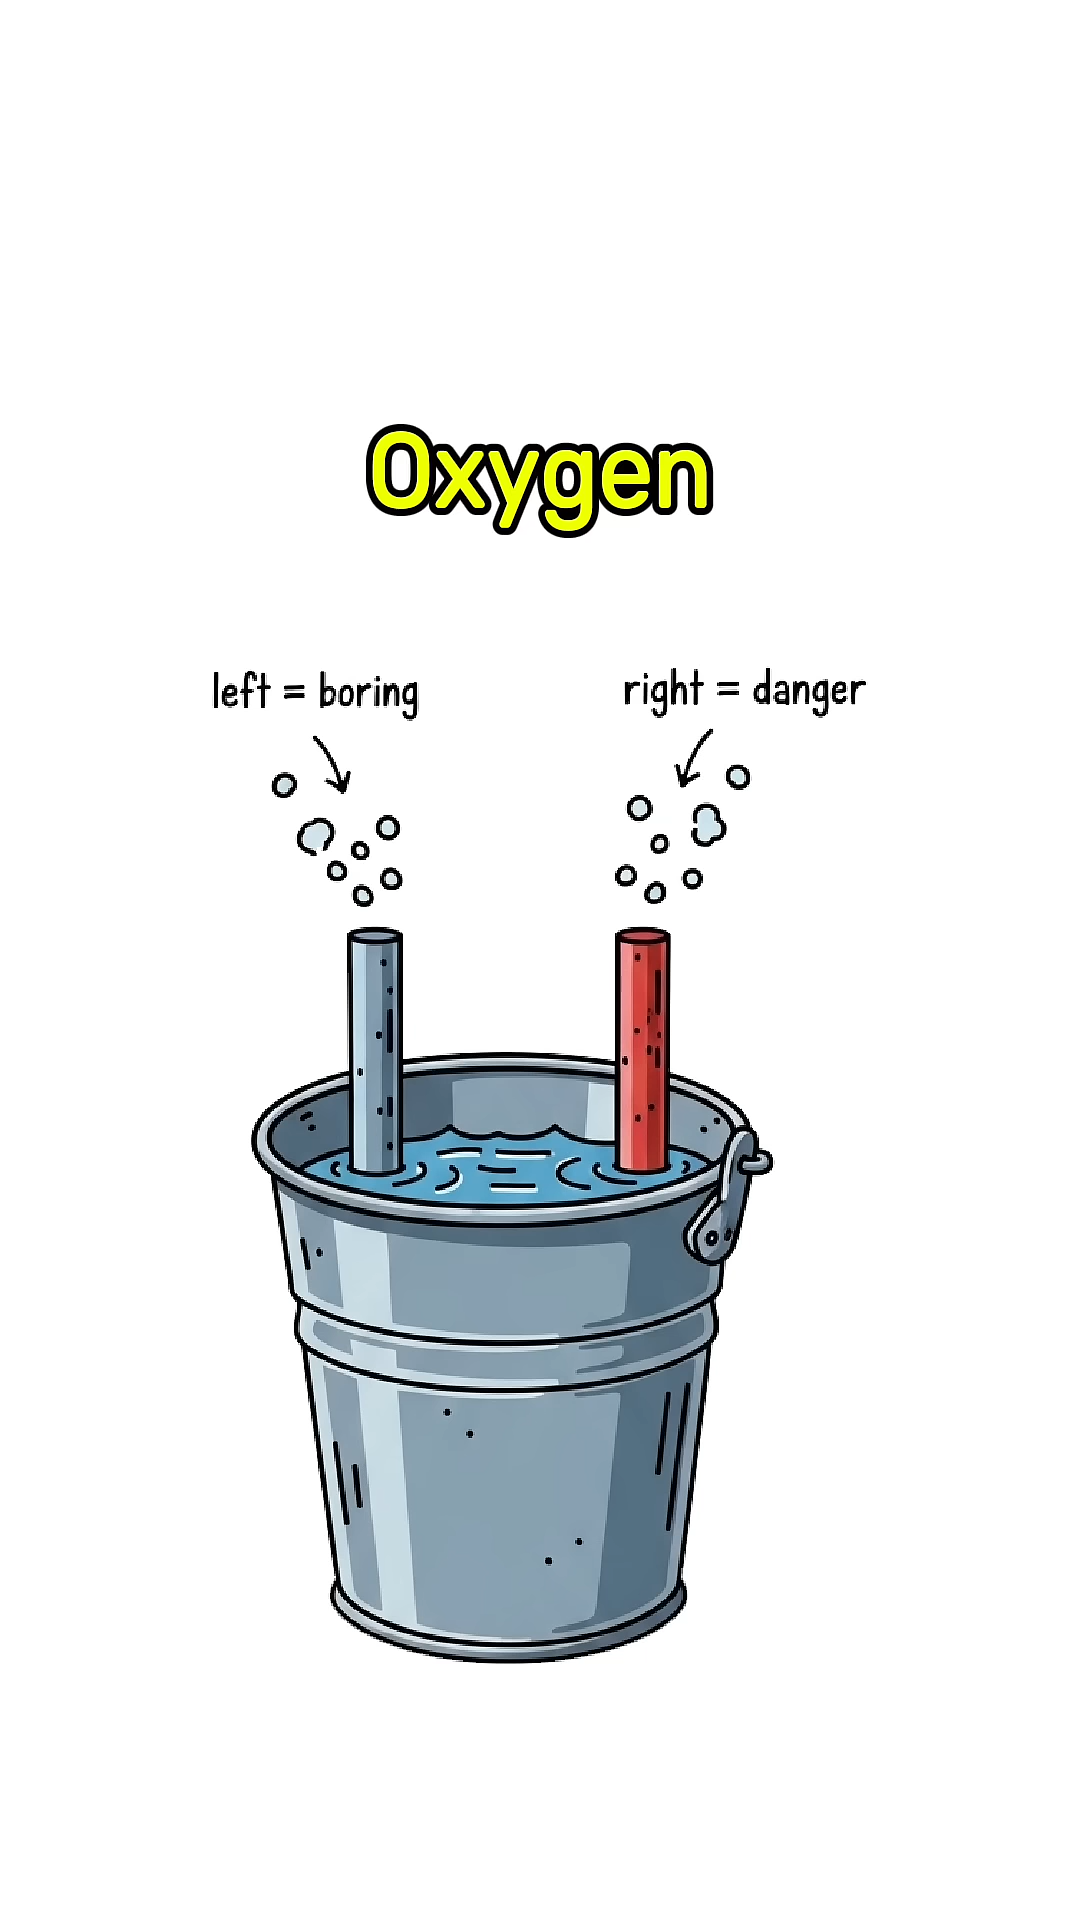 Oxygen
left = boring
right = danger